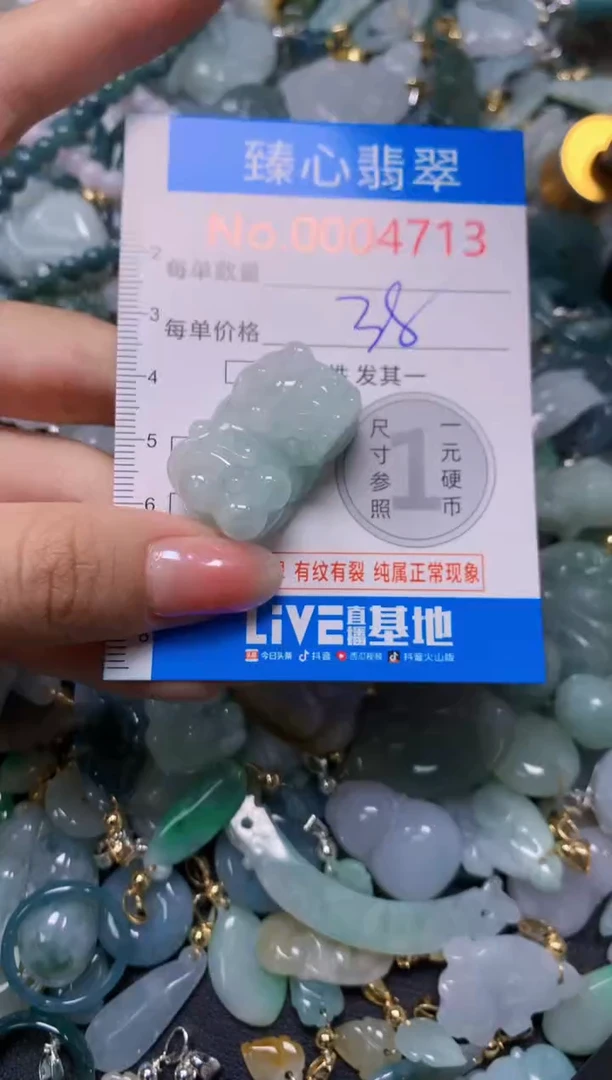 臻心翡翠
No.0004713
每单数量
2
3
每单价格 38
4
性 发其一
尺寸参照
1
一元硬币
5
6
有纹有裂 纯属正常现象
LiVE直播基地
今日头条 抖音 西瓜视频 抖音火山版